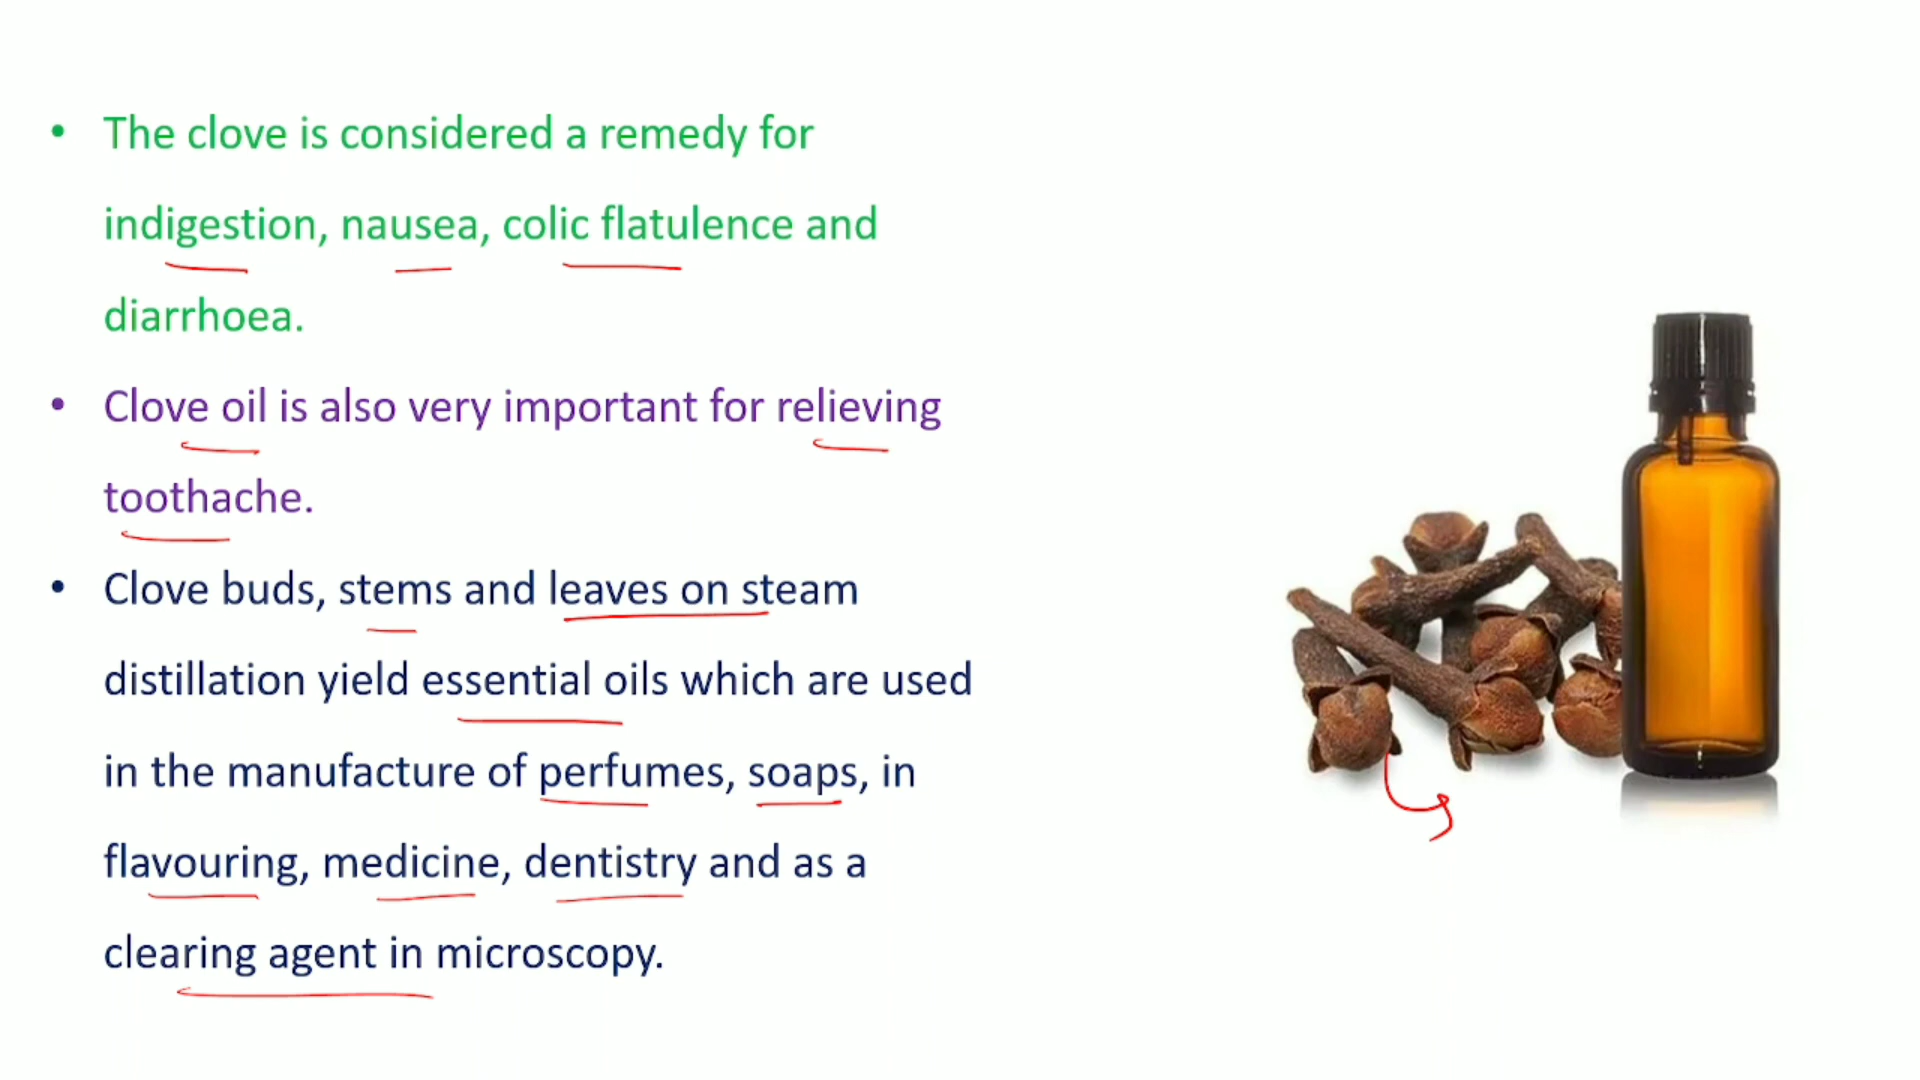 • The clove is considered a remedy for
indigestion, nausea, colic flatulence and
diarrhoea.
• Clove oil is also very important for relieving
toothache.
• Clove buds, stems and leaves on steam
distillation yield essential oils which are used
in the manufacture of perfumes, soaps, in
flavouring, medicine, dentistry and as a
clearing agent in microscopy.